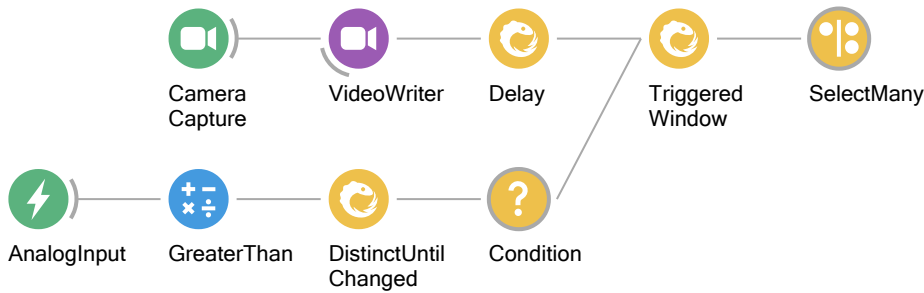 Camera
Capture
VideoWriter
Delay
Triggered
Window
SelectMany
AnalogInput
GreaterThan
DistinctUntil
Changed
Condition